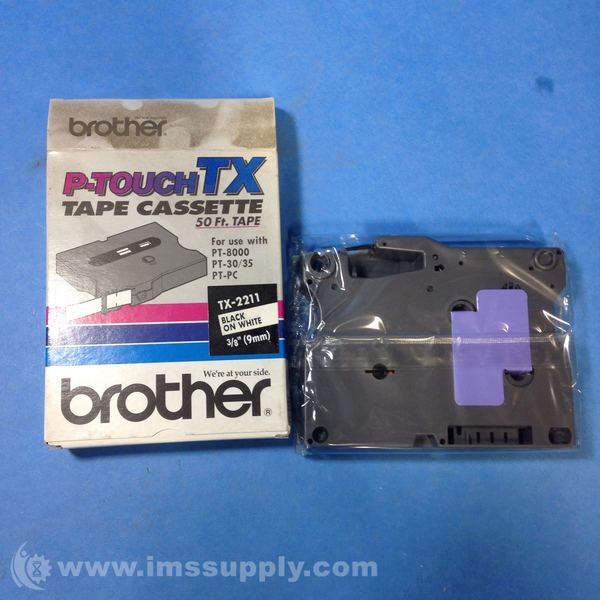 brother
P-TOUCH TX
TAPE CASSETTE
50 FT. TAPE
For use with
PT-8000
PT-30/35
PT-PC
TX-2211
BLACK
ON WHITE
3/8" (9mm)
We're at your side.
brother®
www.imssupply.com